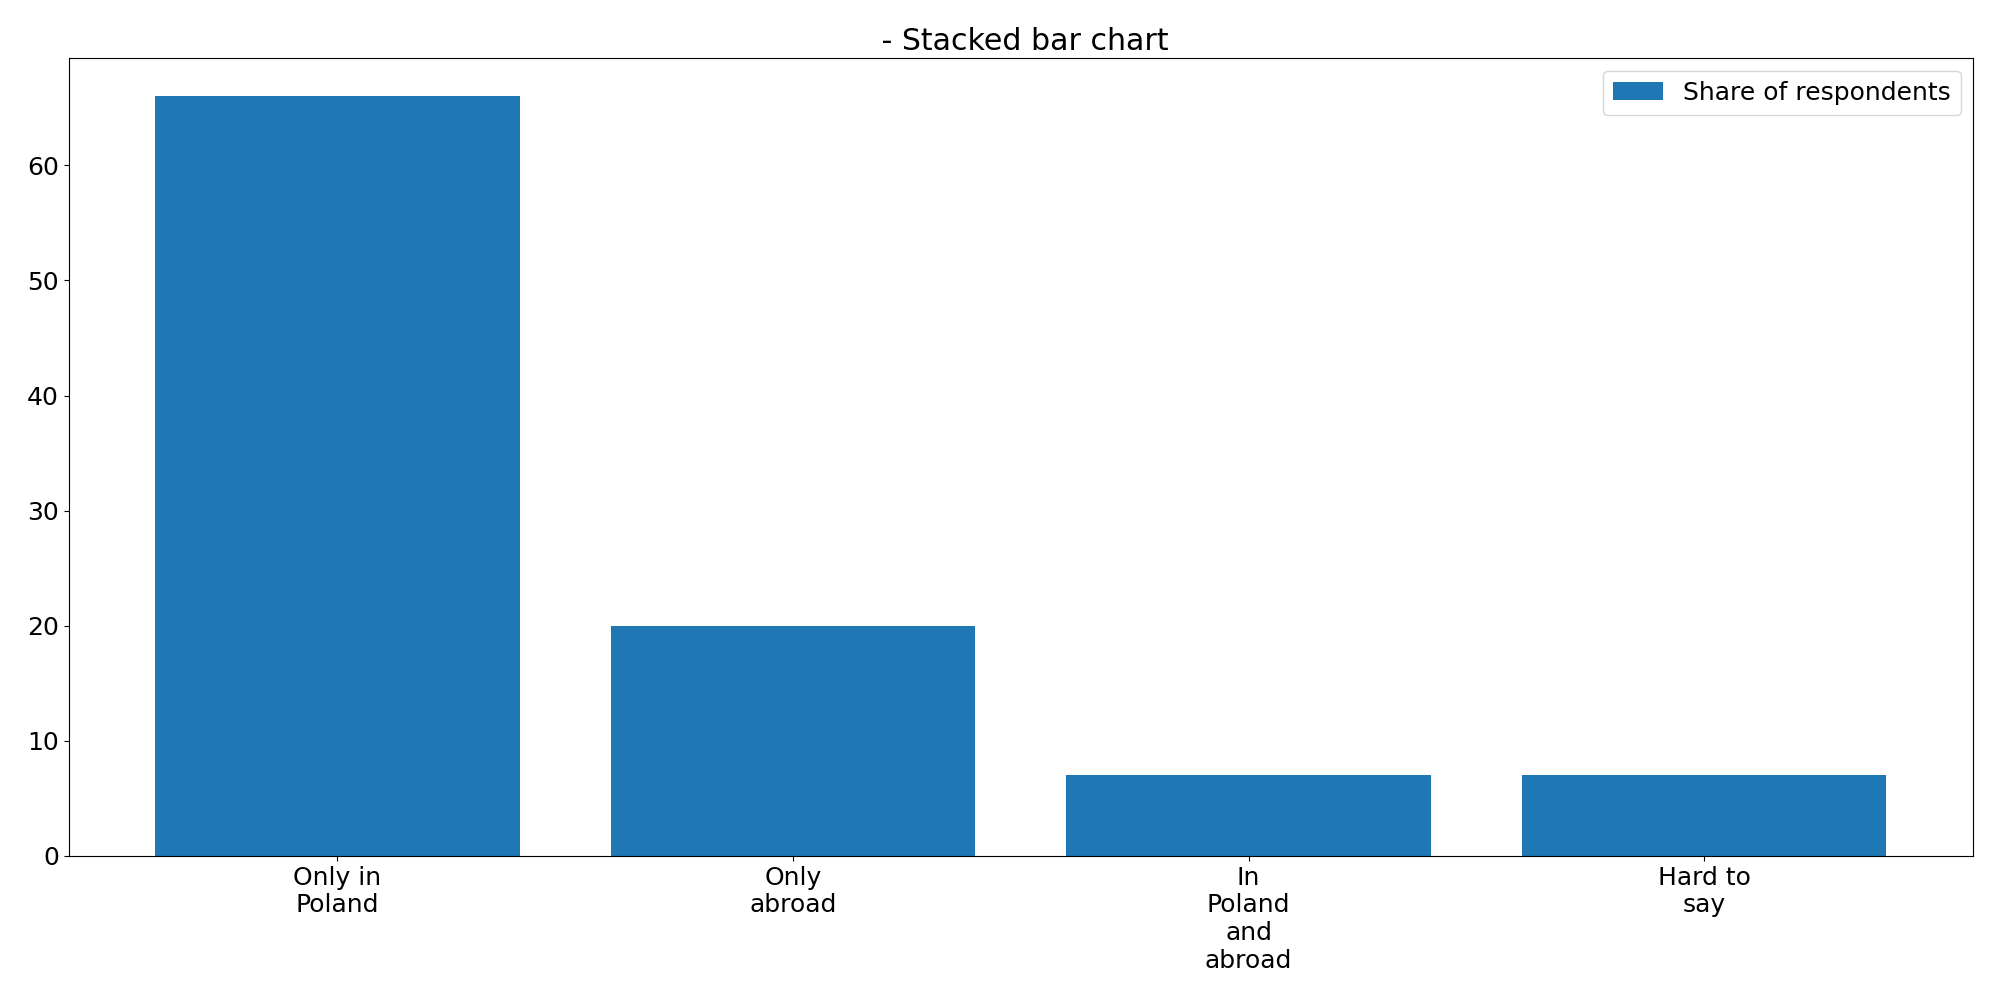 - Stacked bar chart
Share of respondents
60
50
40
30
20
10
0
Only in
Poland
Only
abroad
In
Poland
and
abroad
Hard to
say